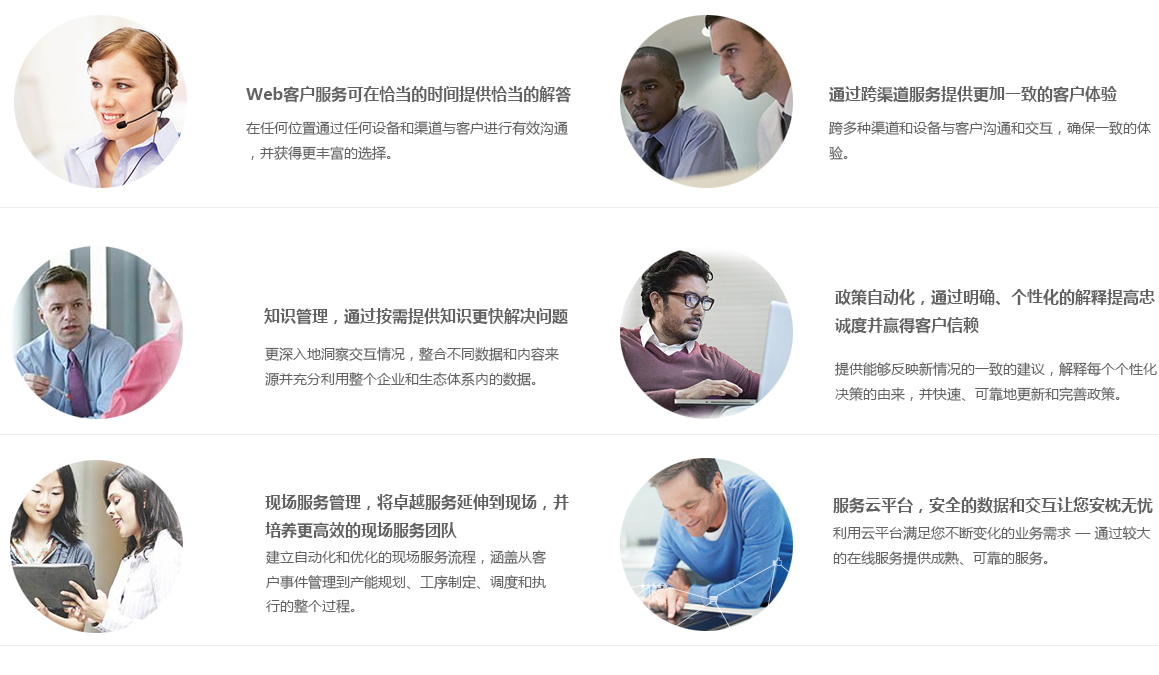 Web客户服务可在恰当的时间提供恰当的解答
在任何位置通过任何设备和渠道与客户进行有效沟通
，并获得更丰富的选择。
通过跨渠道服务提供更加一致的客户体验
跨多种渠道和设备与客户沟通和交互，确保一致的体
验。
知识管理，通过按需提供知识更快解决问题
更深入地洞察交互情况，整合不同数据和内容来
源并充分利用整个企业和生态体系内的数据。
政策自动化，通过明确、个性化的解释提高忠
诚度并赢得客户信赖
提供能够反映新情况的一致的建议，解释每个个性化
决策的由来，并快速、可靠地更新和完善政策。
现场服务管理，将卓越服务延伸到现场，并
培养更高效的现场服务团队
建立自动化和优化的现场服务流程，涵盖从客
户事件管理到产能规划、工序制定、调度和执
行的整个过程。
服务云平台，安全的数据和交互让您安枕无忧
利用云平台满足您不断变化的业务需求 — 通过较大
的在线服务提供成熟、可靠的服务。